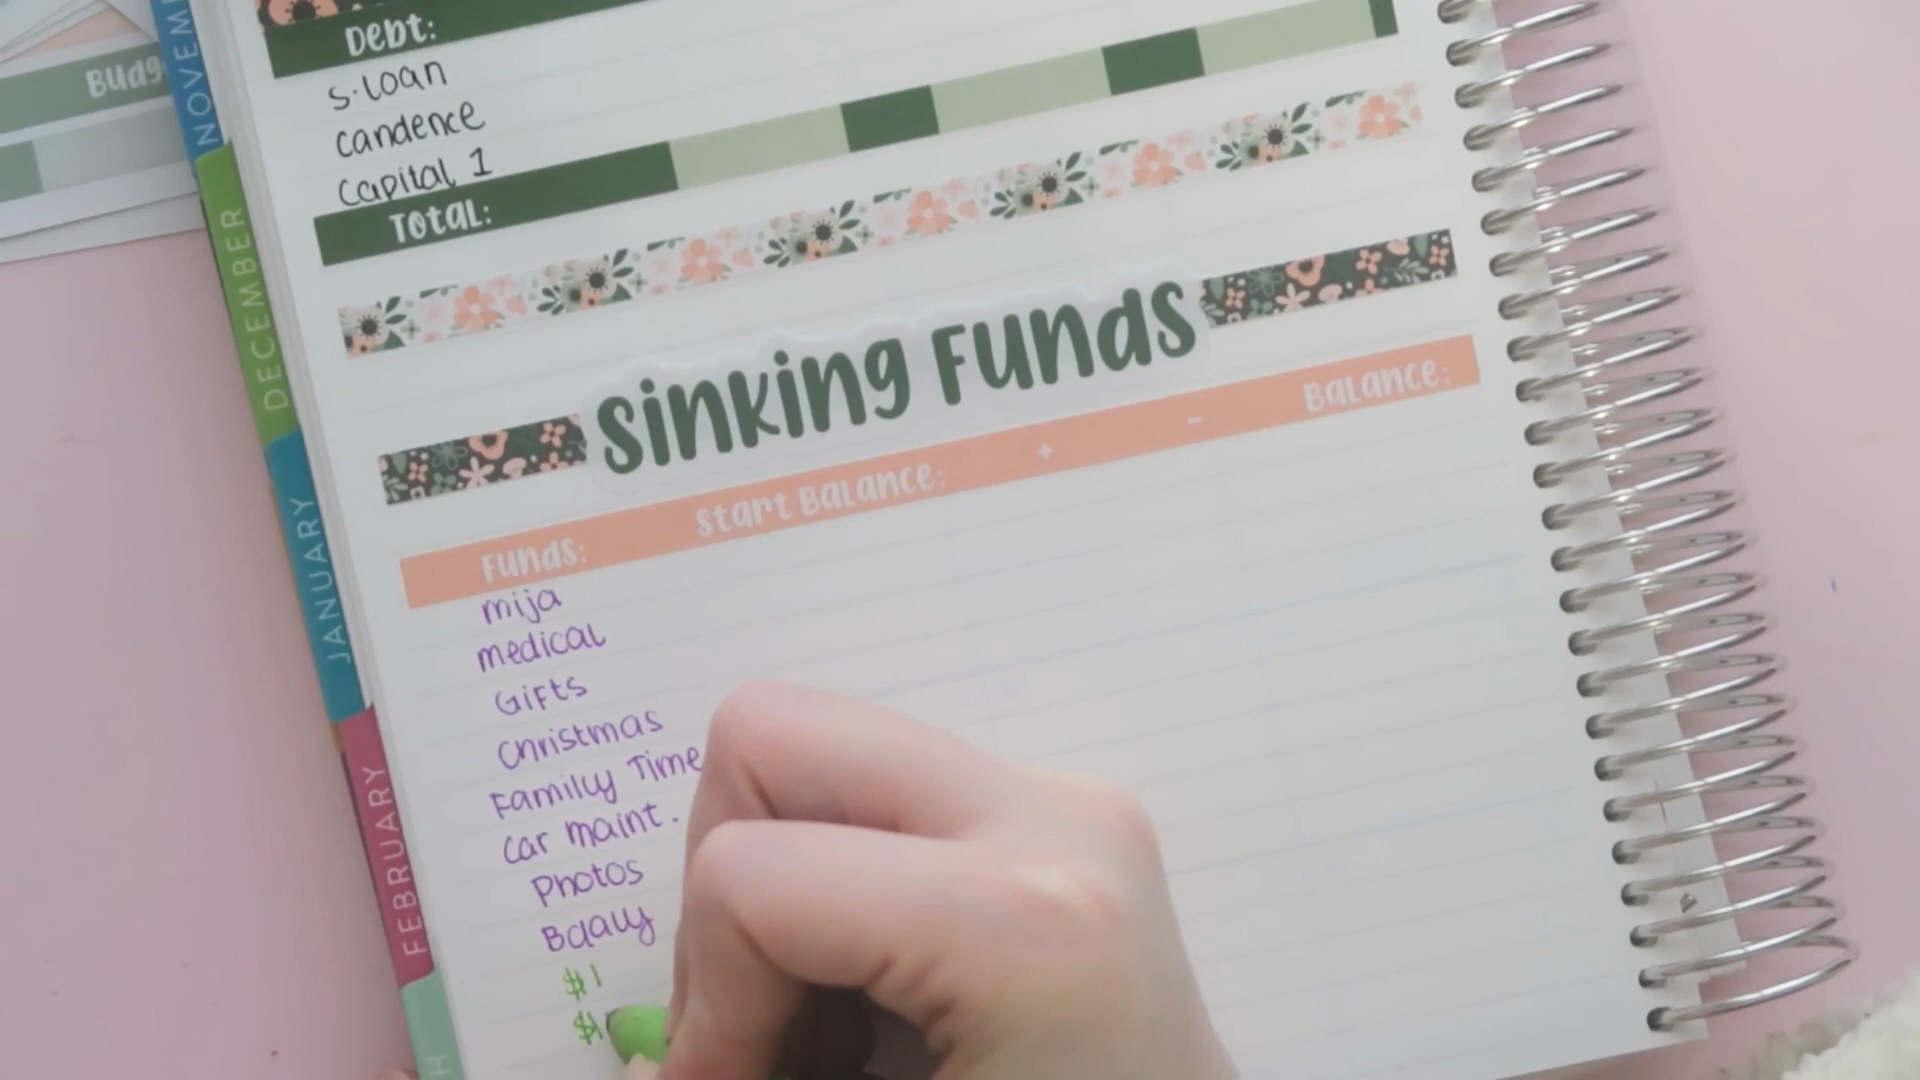 Budg
NOVEM
DECEMBER
JANUARY
FEBRUARY
H
Debt:
S.Loan
Candence
Capital 1
Total:
Sinking Funds
Funds: Start Balance: + - Balance:
mija
medical
Gifts
Christmas
Family Time
Car maint.
Photos
Bday
$1
$